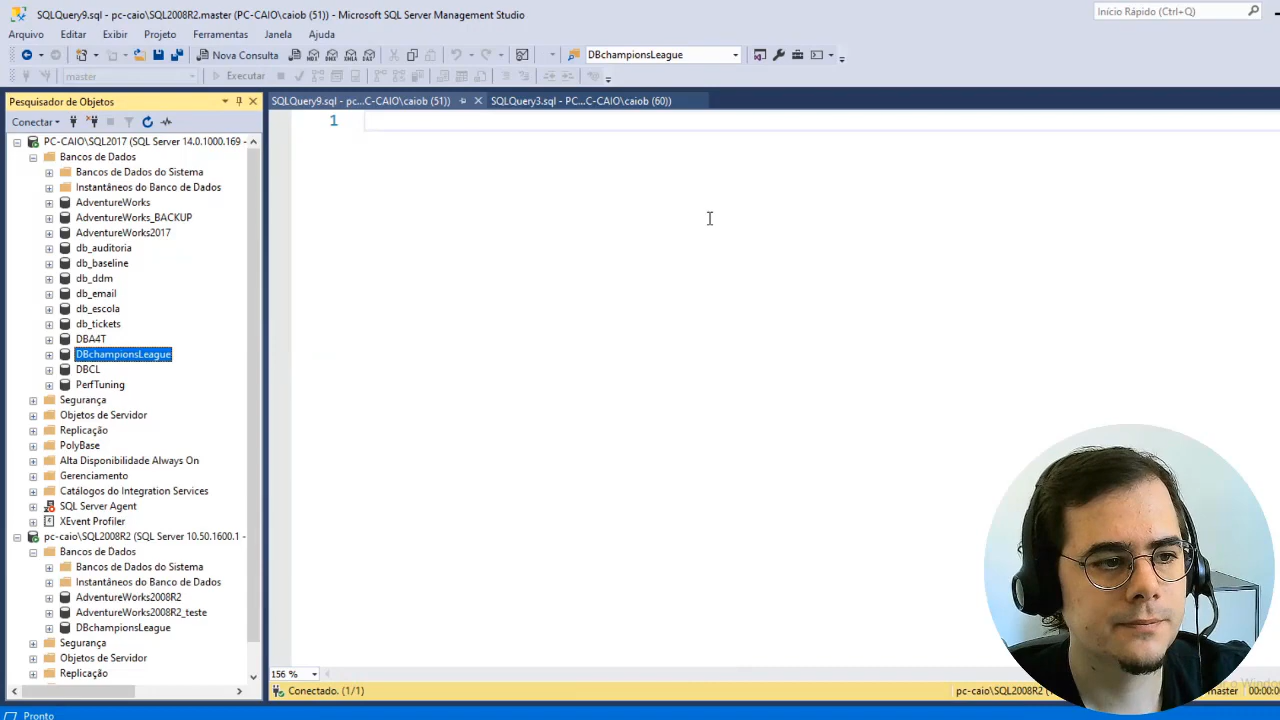 SQLQuery9.sql - pc-caio\SQL2008R2.master (PC-CAIO\caiob (51)) - Microsoft SQL Server Management Studio
Início Rápido (Ctrl+Q)
Arquivo Editar Exibir Projeto Ferramentas Janela Ajuda
Nova Consulta
DBchampionsLeague
master
Executar
Pesquisador de Objetos
SQLQuery9.sql - pc...C-CAIO\caiob (51))
SQLQuery3.sql - PC...C-CAIO\caiob (60))
Conectar
1
PC-CAIO\SQL2017 (SQL Server 14.0.1000.169 -
Bancos de Dados
Bancos de Dados do Sistema
Instantâneos do Banco de Dados
AdventureWorks
AdventureWorks_BACKUP
AdventureWorks2017
db_auditoria
db_baseline
db_ddm
db_email
db_escola
db_tickets
DBA4T
DBchampionsLeague
DBCL
PerfTuning
Segurança
Objetos de Servidor
Replicação
PolyBase
Alta Disponibilidade Always On
Gerenciamento
Catálogos do Integration Services
SQL Server Agent
XEvent Profiler
pc-caio\SQL2008R2 (SQL Server 10.50.1600.1 -
Bancos de Dados
Bancos de Dados do Sistema
Instantâneos do Banco de Dados
AdventureWorks2008R2
AdventureWorks2008R2_teste
DBchampionsLeague
Segurança
Objetos de Servidor
Replicação
156 %
Conectado. (1/1)
pc-caio\SQL2008R2
master
00:00:0
Pronto